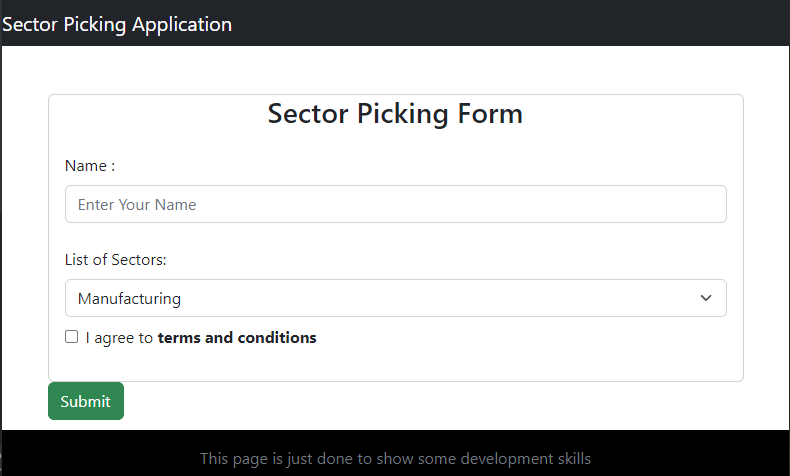 Sector Picking Application
Sector Picking Form
Name :
Enter Your Name
List of Sectors:
Manufacturing
I agree to terms and conditions
Submit
This page is just done to show some development skills